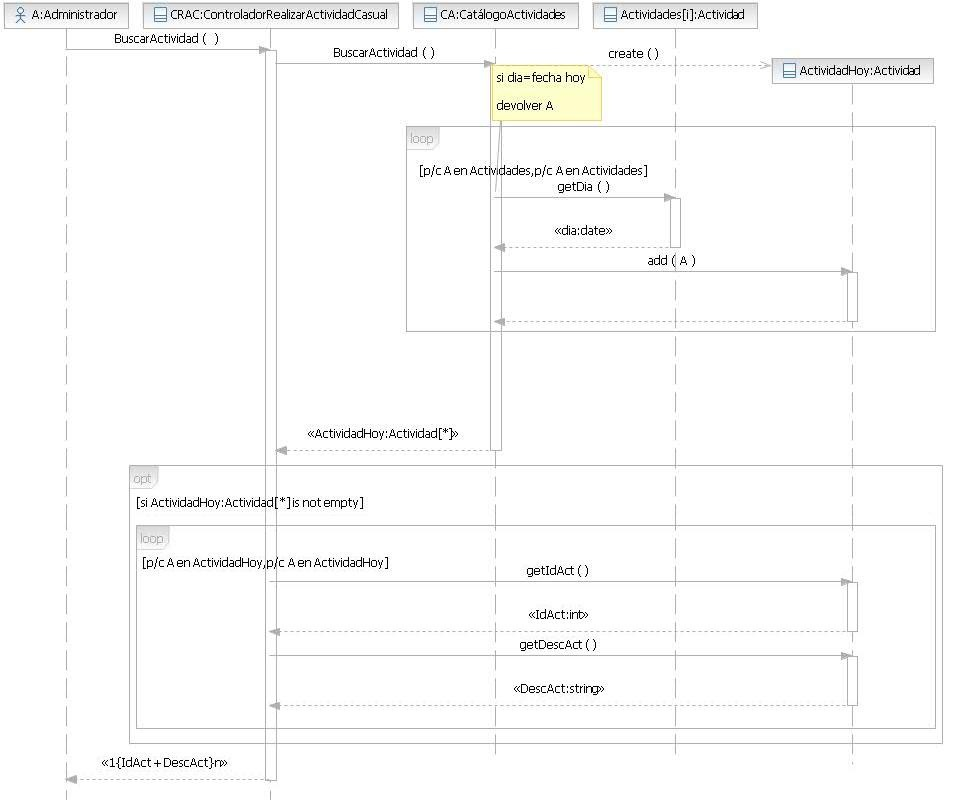 A:Administrador
CRAC:ControladorRealizarActividadCasual
CA:CatálogoActividades
Actividades[i]:Actividad
BuscarActividad ( )
BuscarActividad ( )
create ( )
ActividadHoy:Actividad
si dia=fecha hoy
devolver A
loop
[p/c A en Actividades,p/c A en Actividades]
getDia ( )
«dia:date»
add ( A )
«ActividadHoy:Actividad[*]»
opt
[si ActividadHoy:Actividad[*] is not empty]
loop
[p/c A en ActividadHoy,p/c A en ActividadHoy]
getIdAct ( )
«IdAct:int»
getDescAct ( )
«DescAct:string»
«1{IdAct + DescAct}n»